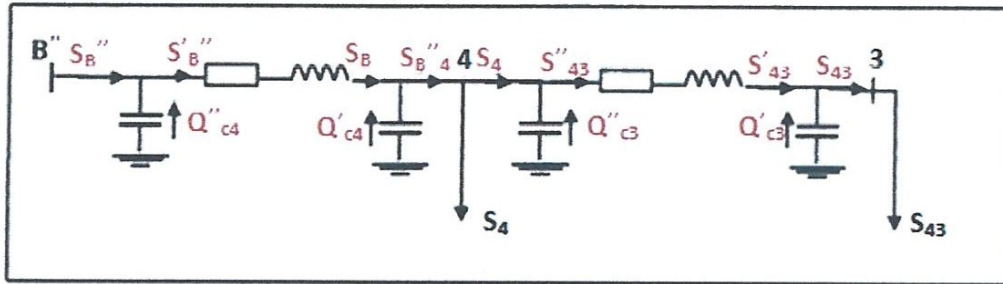 B" S_B" S'_B" S_B S_B"_4 4 S_4 S"_43 S'_43 S_43 3
Q"_c4 Q'_c4 Q"_c3 Q'_c3
S_4 S_43